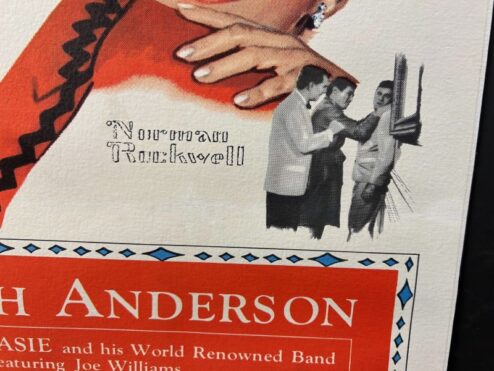 Norman
Rockwell
H ANDERSON
ASIE and his World Renowned Band
eaturing Joe Williams